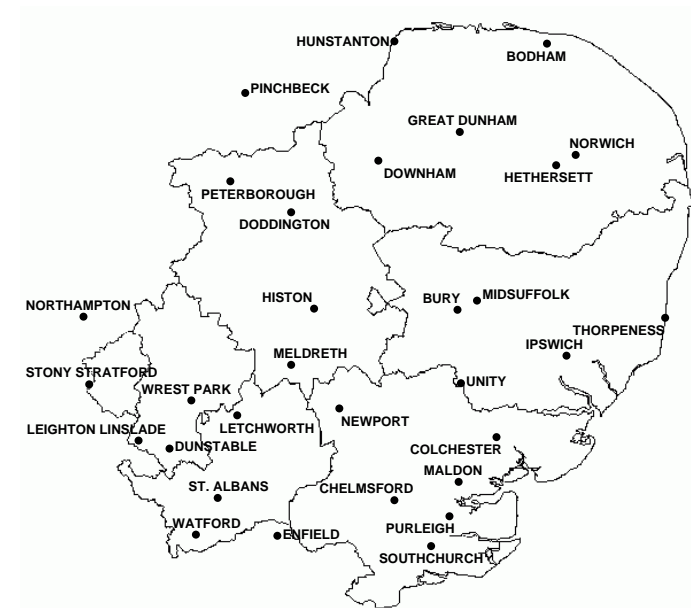 HUNSTANTON
BODHAM
PINCHBECK
GREAT DUNHAM
NORWICH
DOWNHAM
HETHERSETT
PETERBOROUGH
DODDINGTON
HISTON
BURY
MIDSUFFOLK
NORTHAMPTON
THORPENESS
IPSWICH
MELDRETH
STONY STRATFORD
WREST PARK
UNITY
LETCHWORTH
NEWPORT
LEIGHTON LINSLADE
DUNSTABLE
COLCHESTER
MALDON
ST. ALBANS
CHELMSFORD
WATFORD
ENFIELD
PURLEIGH
SOUTHCHURCH